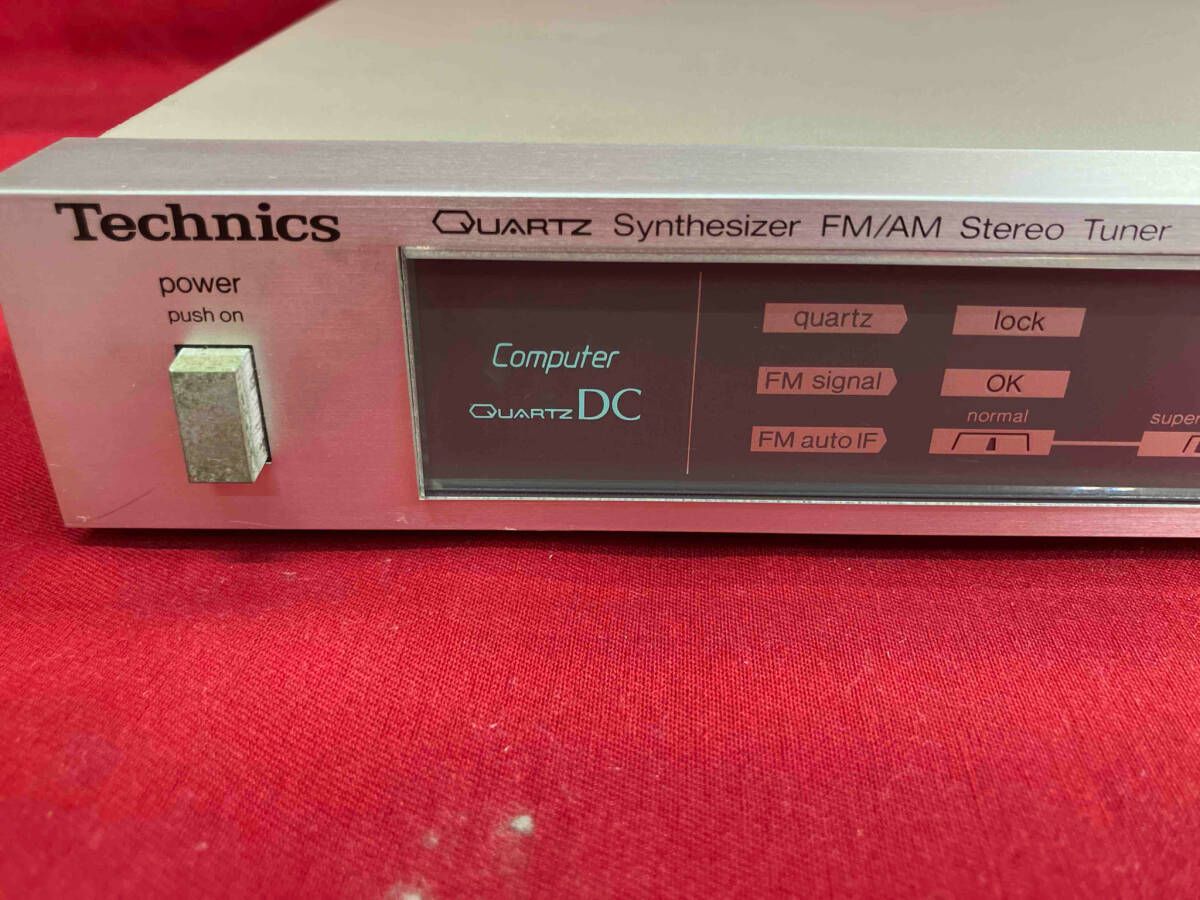 Technics
QUARTZ Synthesizer FM/AM Stereo Tuner
power
push on
Computer
QUARTZ DC
quartz lock
FM signal OK
normal super
FM auto IF